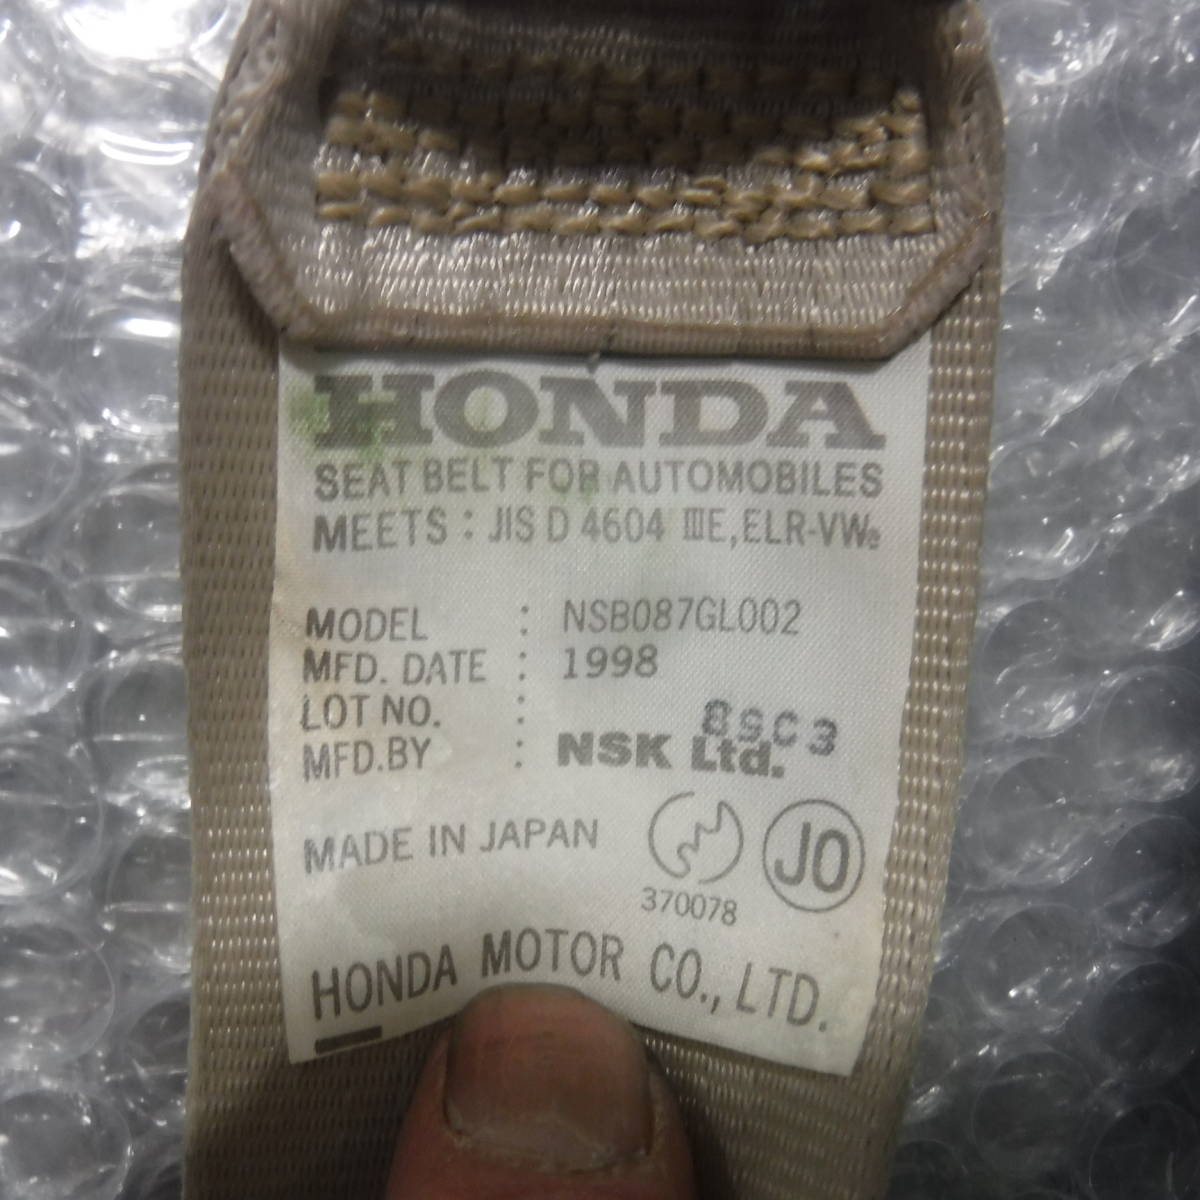 HONDA
SEAT BELT FOR AUTOMOBILES
MEETS : JIS D 4604 ⅢE, ELR-VWe
MODEL : NSB087GL002
MFD. DATE : 1998
LOT NO. : 89C3
MFD.BY : NSK Ltd.
MADE IN JAPAN
JO
370078
HONDA MOTOR CO., LTD.